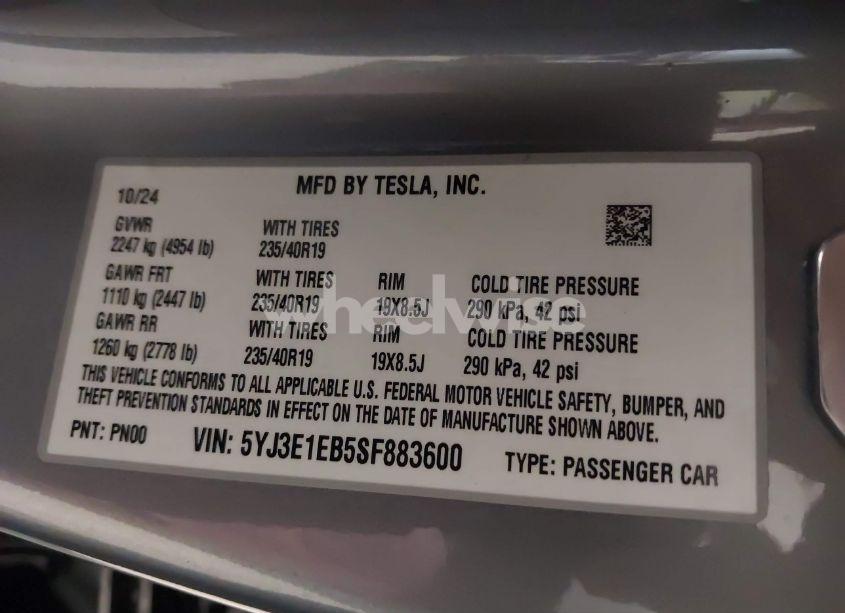 MFD BY TESLA, INC.
10/24
GVWR WITH TIRES
2247 kg (4954 lb) 235/40R19
GAWR FRT WITH TIRES RIM COLD TIRE PRESSURE
1110 kg (2447 lb) 235/40R19 19X8.5J 290 kPa, 42 psi
GAWR RR WITH TIRES RIM COLD TIRE PRESSURE
1260 kg (2778 lb) 235/40R19 19X8.5J 290 kPa, 42 psi
THIS VEHICLE CONFORMS TO ALL APPLICABLE U.S. FEDERAL MOTOR VEHICLE SAFETY, BUMPER, AND
THEFT PREVENTION STANDARDS IN EFFECT ON THE DATE OF MANUFACTURE SHOWN ABOVE.
PNT: PN00 VIN: 5YJ3E1EB5SF883600 TYPE: PASSENGER CAR
wheelwise